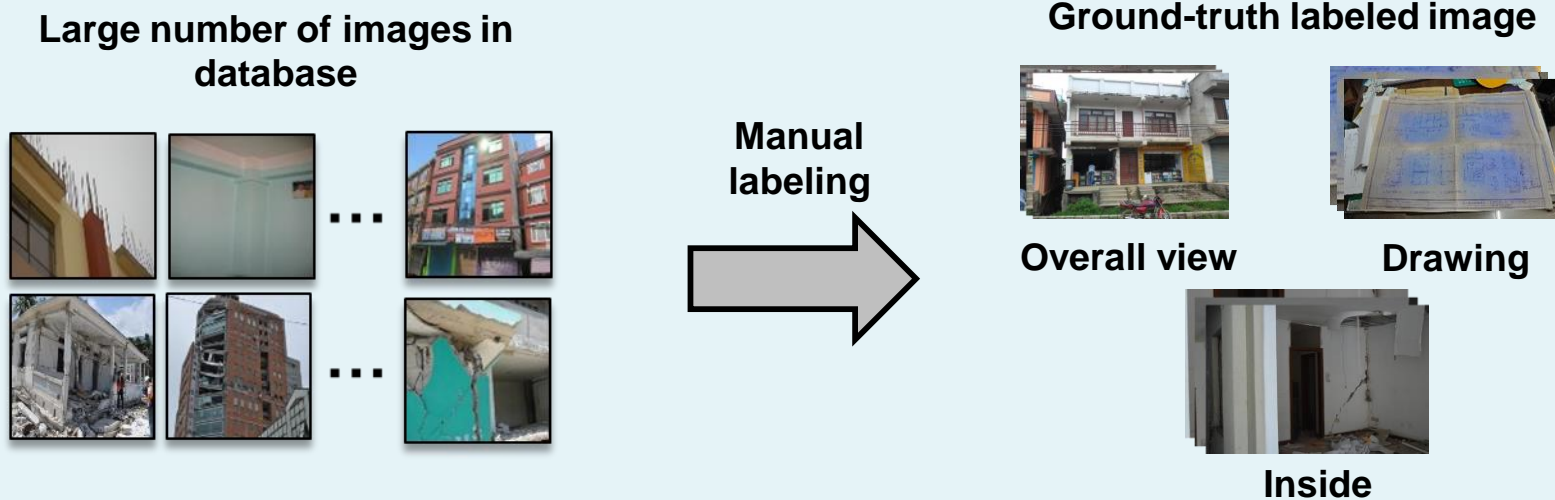 Large number of images in
database
Manual
labeling
Ground-truth labeled image
Overall view
Drawing
Inside